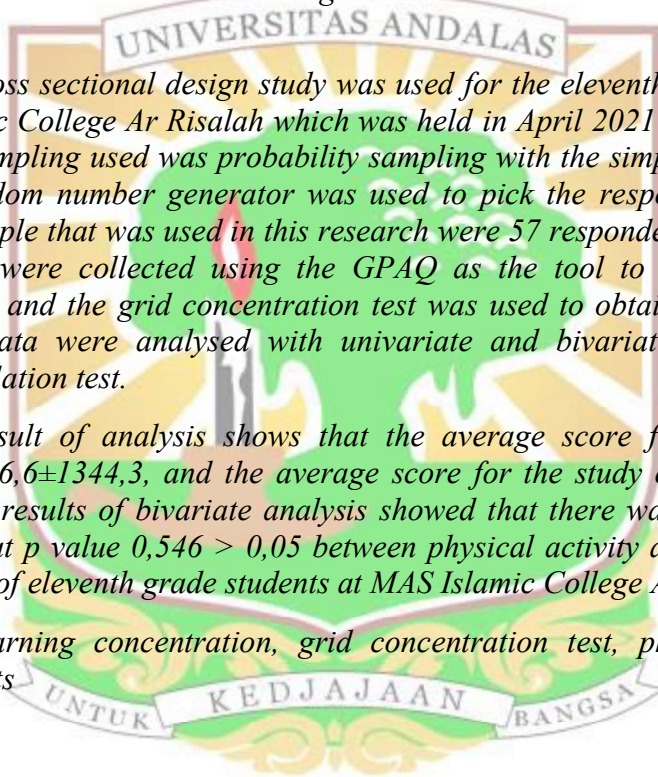 UNIVERSITAS ANDALAS
oss sectional design study was used for the eleventh
c College Ar Risalah which was held in April 2021
mpling used was probability sampling with the simp
dom number generator was used to pick the respo
ple that was used in this research were 57 responde
were collected using the GPAQ as the tool to
and the grid concentration test was used to obtai
ata were analysed with univariate and bivariat
lation test.
sult of analysis shows that the average score f
6,6±1344,3, and the average score for the study
results of bivariate analysis showed that there wa
at p value 0,546 > 0,05 between physical activity a
of eleventh grade students at MAS Islamic College A
arning concentration, grid concentration test, p
ts
UNTUK KEDJAJAAN BANGSA